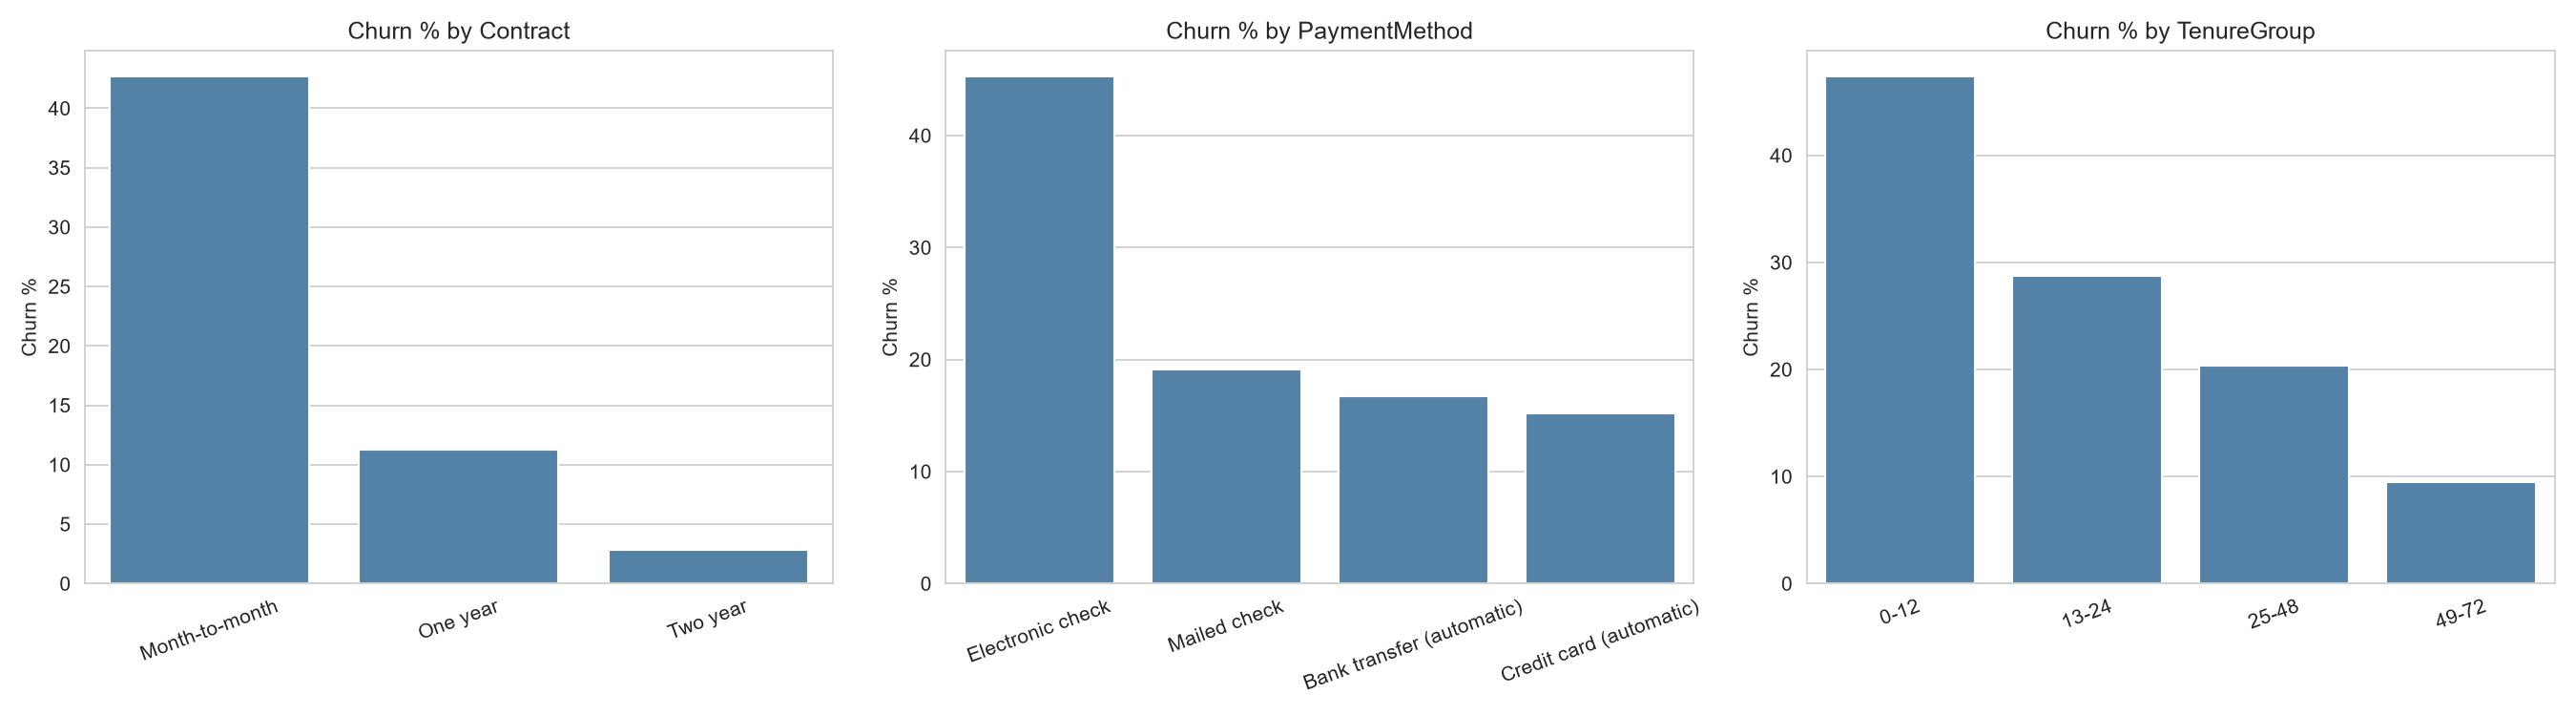 Churn % by Contract
Churn %
40
35
30
25
20
15
10
5
0
Month-to-month
One year
Two year
Churn % by PaymentMethod
Churn %
40
30
20
10
0
Electronic check
Mailed check
Bank transfer (automatic)
Credit card (automatic)
Churn % by TenureGroup
Churn %
40
30
20
10
0
0-12
13-24
25-48
49-72